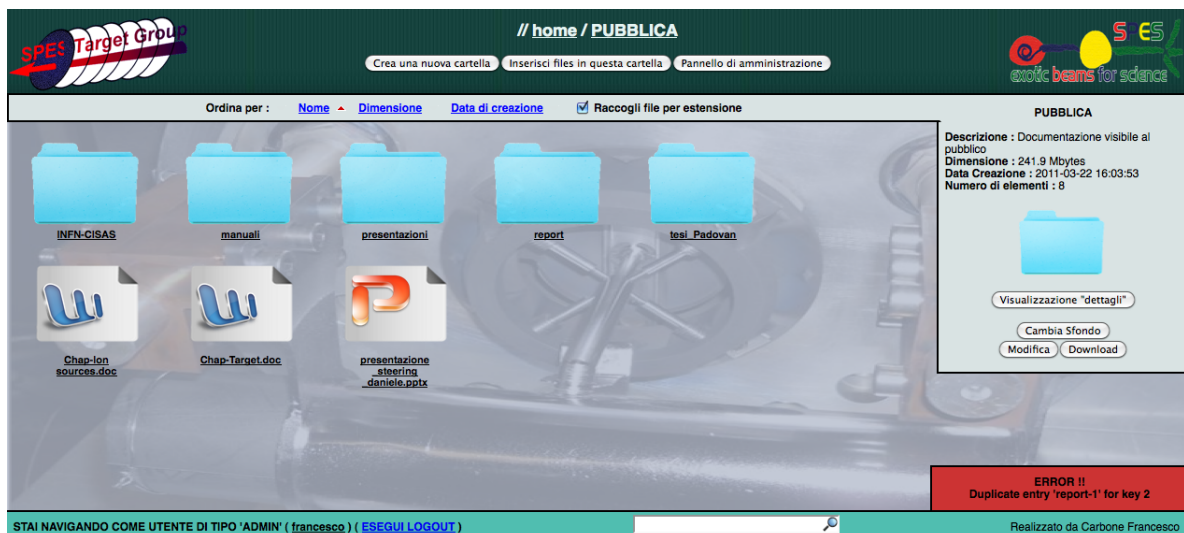 SPES Target Group
// home / PUBBLICA
Crea una nuova cartella Inserisci files in questa cartella Pannello di amministrazione
SPES
exotic beams for science
Ordina per : Nome Dimensione Data di creazione Raccogli file per estensione
PUBBLICA
Descrizione : Documentazione visibile al
pubblico
Dimensione : 241.9 Mbytes
Data Creazione : 2011-03-22 16:03:53
Numero di elementi : 8
INFN-CISAS manuali presentazioni report tesi_Padovan
Visualizzazione "dettagli"
Cambia Sfondo
Modifica Download
Chap-Ion
sources.doc
Chap-Target.doc
presentazione
_steering
_daniele.pptx
ERROR !!
Duplicate entry 'report-1' for key 2
STAI NAVIGANDO COME UTENTE DI TIPO 'ADMIN' ( francesco ) ( ESEGUI LOGOUT )
Realizzato da Carbone Francesco